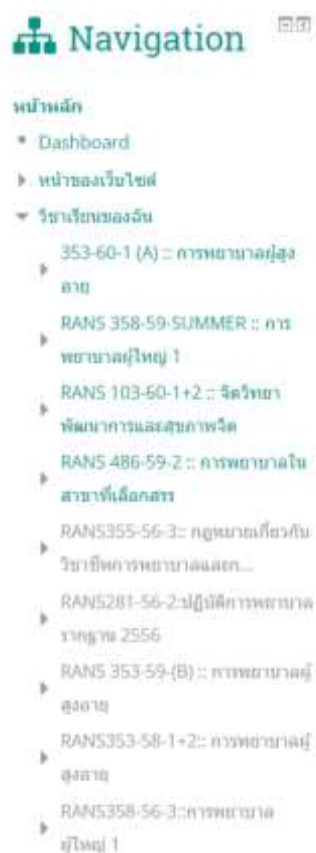 Navigation
หน้าหลัก
Dashboard
หน้าของเว็บไซต์
วิชาเรียนของฉัน
353-60-1 (A) :: การพยาบาลผู้สูง
อายุ
RANS 358-59-SUMMER :: การ
พยาบาลผู้ใหญ่ 1
RANS 103-60-1+2 :: จิตวิทยา
พัฒนาการและสุขภาพจิต
RANS 486-59-2 :: การพยาบาลใน
สาขาที่เลือกสรร
RANS355-56-3:: กฎหมายเกี่ยวกับ
วิชาชีพการพยาบาลและก...
RANS281-56-2:ปฏิบัติการพยาบาล
รากฐาน 2556
RANS 353-59-(B) :: การพยาบาลผู้
สูงอายุ
RANS353-58-1+2:: การพยาบาลผู้
สูงอายุ
RANS358-56-3::การพยาบาล
ผู้ใหญ่ 1